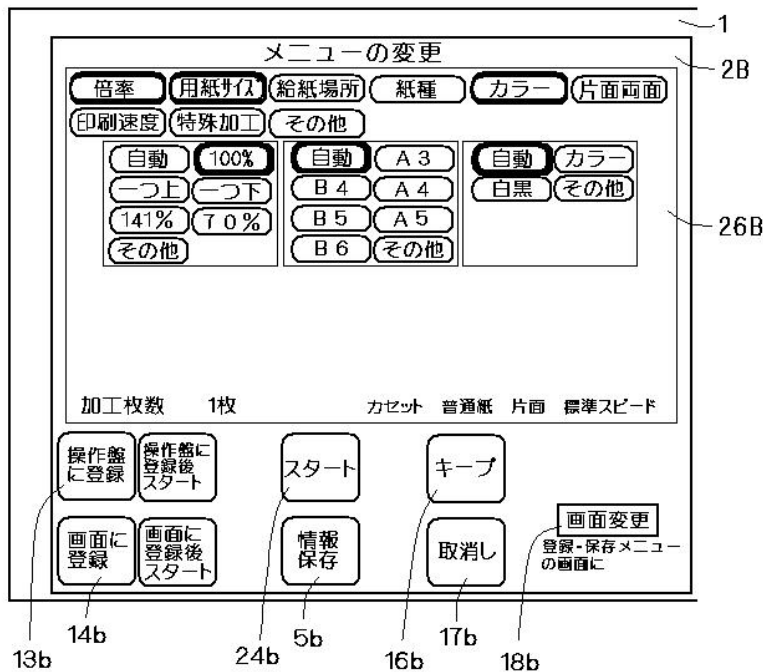 1
メニューの変更
2B
倍率 用紙サイズ 給紙場所 紙種 カラー 片面両面
印刷速度 特殊加工 その他
自動 100% 自動 A3 自動 カラー
一つ上 一つ下 B4 A4 白黒 その他
141% 70% B5 A5
26B
その他 B6 その他
加工枚数 1枚 カセット 普通紙 片面 標準スピード
操作盤
に登録
操作盤に
登録後
スタート
スタート
キープ
画面に
登録
画面に
登録後
スタート
情報
保存
取消し
画面変更
登録-保存メニュー
の画面に
13b 14b 24b 5b 16b 17b 18b